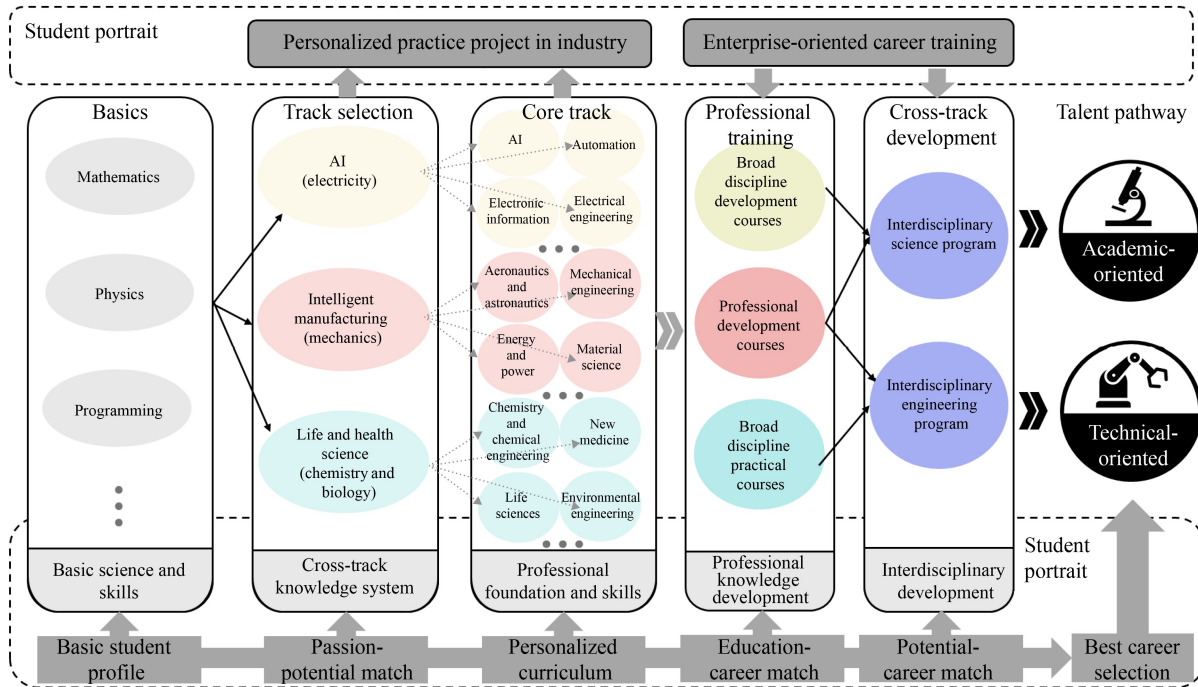 Student portrait
Personalized practice project in industry
Enterprise-oriented career training
Basics
Mathematics
Physics
Programming
Basic science and
skills
Track selection
AI
(electricity)
Intelligent
manufacturing
(mechanics)
Life and health
science
(chemistry and
biology)
Cross-track
knowledge system
Core track
AI
Automation
Electronic
information
Electrical
engineering
Aeronautics
and
astronautics
Mechanical
engineering
Energy
and
power
Material
science
Chemistry
and
chemical
engineering
New
medicine
Life
sciences
Environmental
engineering
Professional
foundation and skills
Professional
training
Broad
discipline
development
courses
Professional
development
courses
Broad
discipline
practical
courses
Professional
knowledge
development
Cross-track
development
Interdisciplinary
science program
Interdisciplinary
engineering
program
Interdisciplinary
development
Talent pathway
Academic-
oriented
Technical-
oriented
Student
portrait
Basic student
profile
Passion-
potential match
Personalized
curriculum
Education-
career match
Potential-
career match
Best career
selection